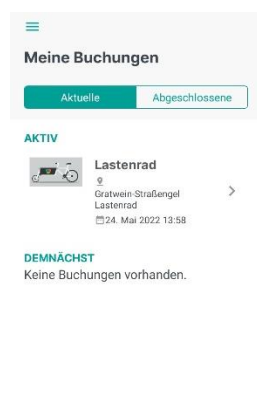 Meine Buchungen
Aktuelle
Abgeschlossene
AKTIV
Lastenrad
Gratwein-Straßengel
Lastenrad
24. Mai 2022 13:58
DEMNÄCHST
Keine Buchungen vorhanden.